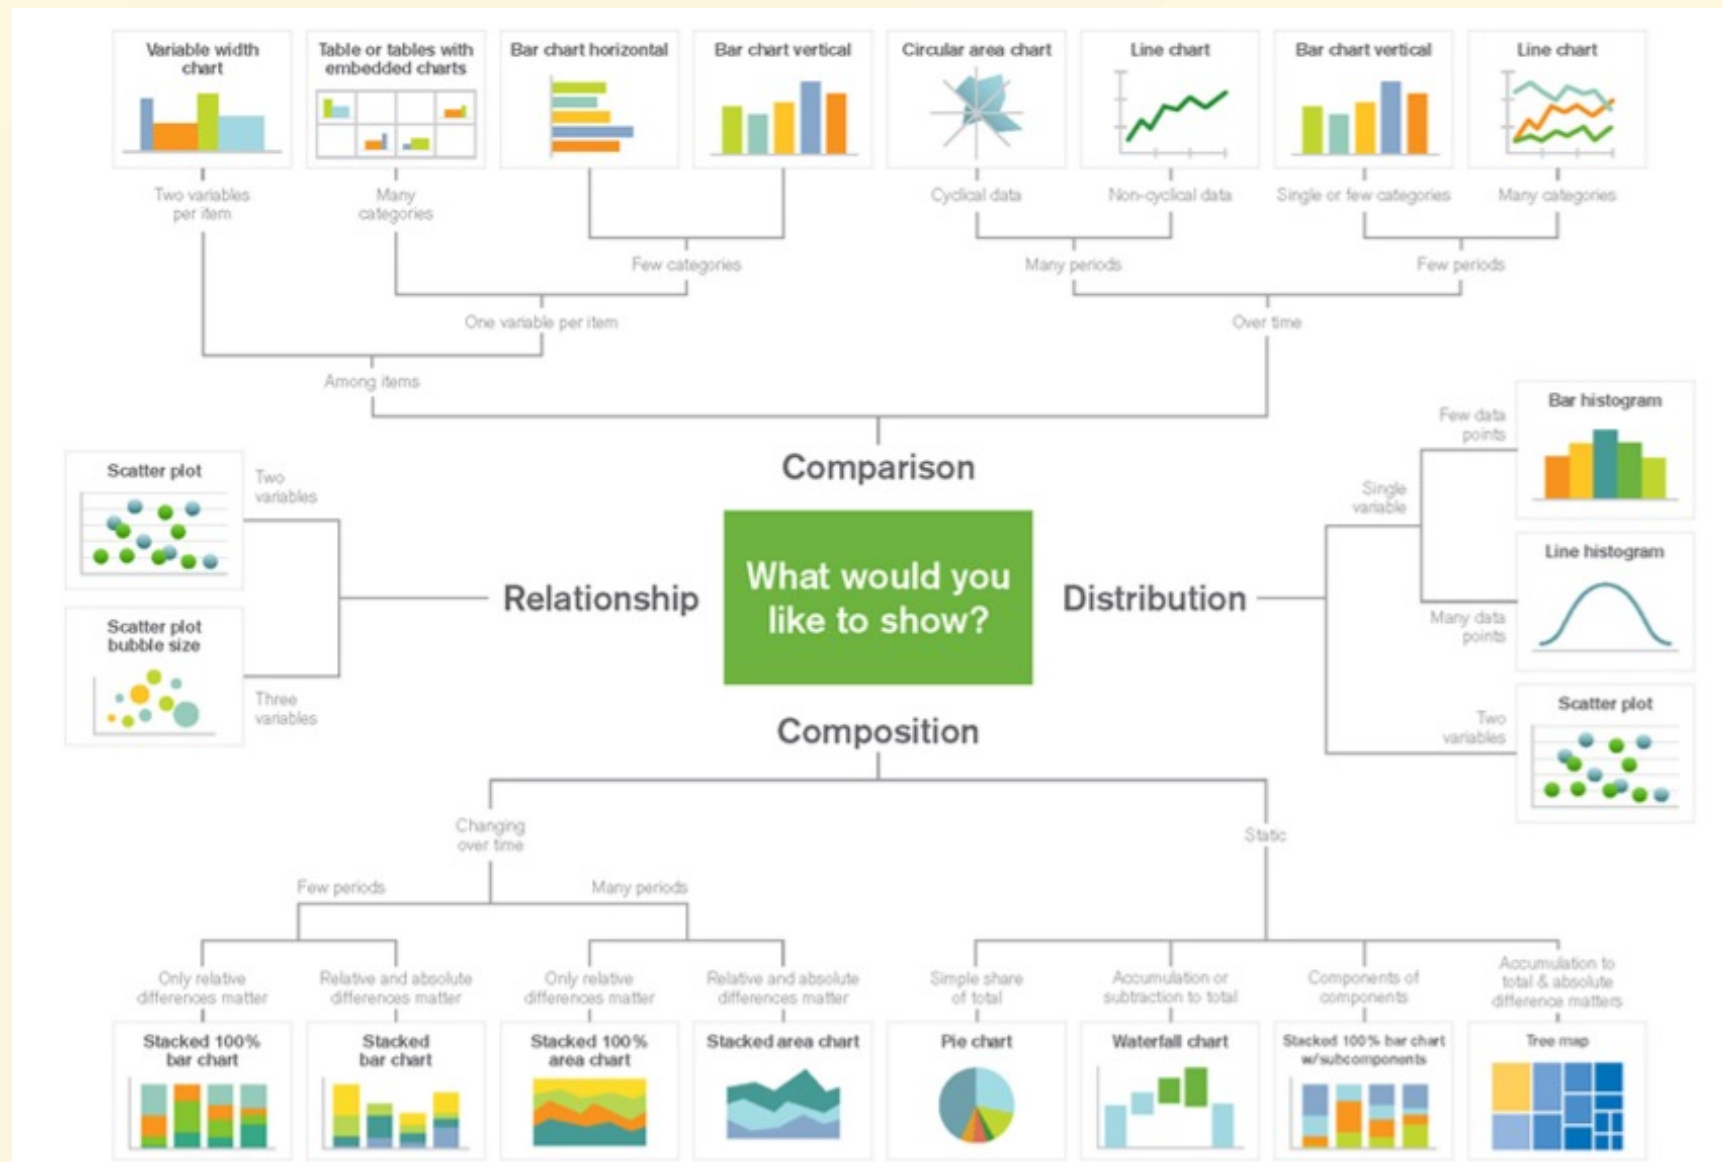 Variable width
chart
Table or tables with
embedded charts
Bar chart horizontal
Bar chart vertical
Circular area chart
Line chart
Bar chart vertical
Line chart
Two variables
per item
Many
categories
Cyclical data
Non-cyclical data
Single or few categories
Many categories
Few categories
Many periods
Few periods
One variable per item
Over time
Among items
Comparison
Scatter plot
Two
variables
Scatter plot
bubble size
Three
variables
Relationship
What would you
like to show?
Distribution
Single
variable
Few data
points
Bar histogram
Many data
points
Line histogram
Two
variables
Scatter plot
Composition
Changing
over time
Static
Few periods
Many periods
Only relative
differences matter
Relative and absolute
differences matter
Only relative
differences matter
Relative and absolute
differences matter
Simple share
of total
Accumulation or
subtraction to total
Components of
components
Accumulation to
total & absolute
difference matters
Stacked 100%
bar chart
Stacked
bar chart
Stacked 100%
area chart
Stacked area chart
Pie chart
Waterfall chart
Stacked 100% bar chart
w/subcomponents
Tree map